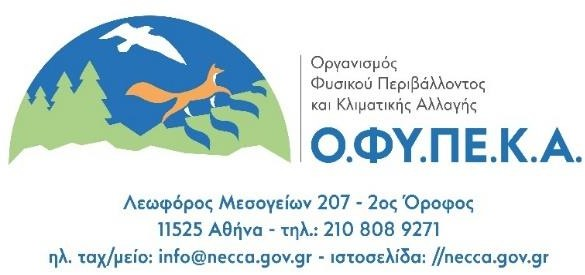 Οργανισμός
Φυσικού Περιβάλλοντος
και Κλιματικής Αλλαγής
Ο.ΦΥ.ΠΕ.Κ.Α.
Λεωφόρος Μεσογείων 207 - 2ος Όροφος
11525 Αθήνα - τηλ.: 210 808 9271
ηλ. ταχ/μείο: info@necca.gov.gr - ιστοσελίδα: //necca.gov.gr